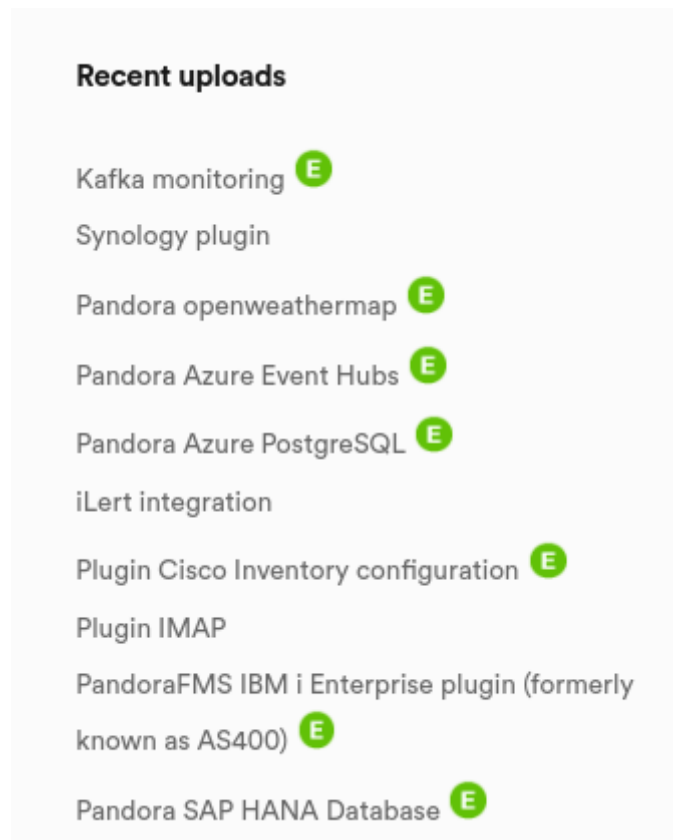 Recent uploads
Kafka monitoring E
Synology plugin
Pandora openweathermap E
Pandora Azure Event Hubs E
Pandora Azure PostgreSQL E
iLert integration
Plugin Cisco Inventory configuration E
Plugin IMAP
PandoraFMS IBM i Enterprise plugin (formerly
known as AS400) E
Pandora SAP HANA Database E